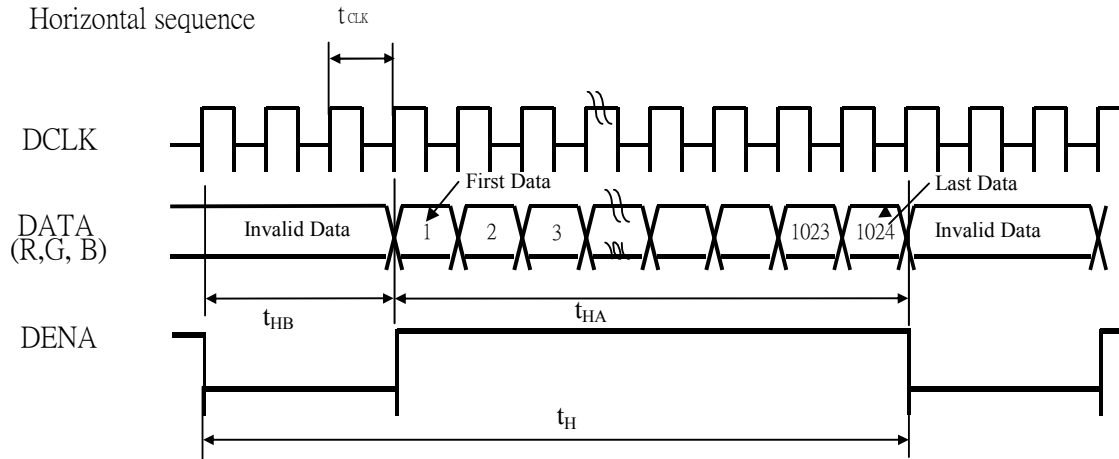 Horizontal sequence
tCLK
DCLK
First Data
Last Data
DATA
(R,G, B)
Invalid Data
1
2
3
1023
1024
Invalid Data
tHB
tHA
DENA
tH